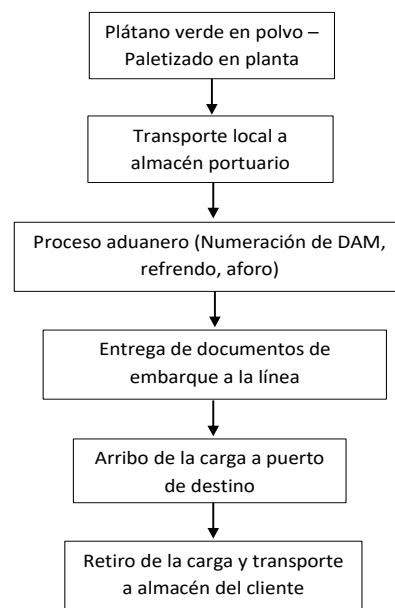 Plátano verde en polvo –
Paletizado en planta
Transporte local a
almacén portuario
Proceso aduanero (Numeración de DAM,
refrendo, aforo)
Entrega de documentos de
embarque a la línea
Arribo de la carga a puerto
de destino
Retiro de la carga y transporte
a almacén del cliente